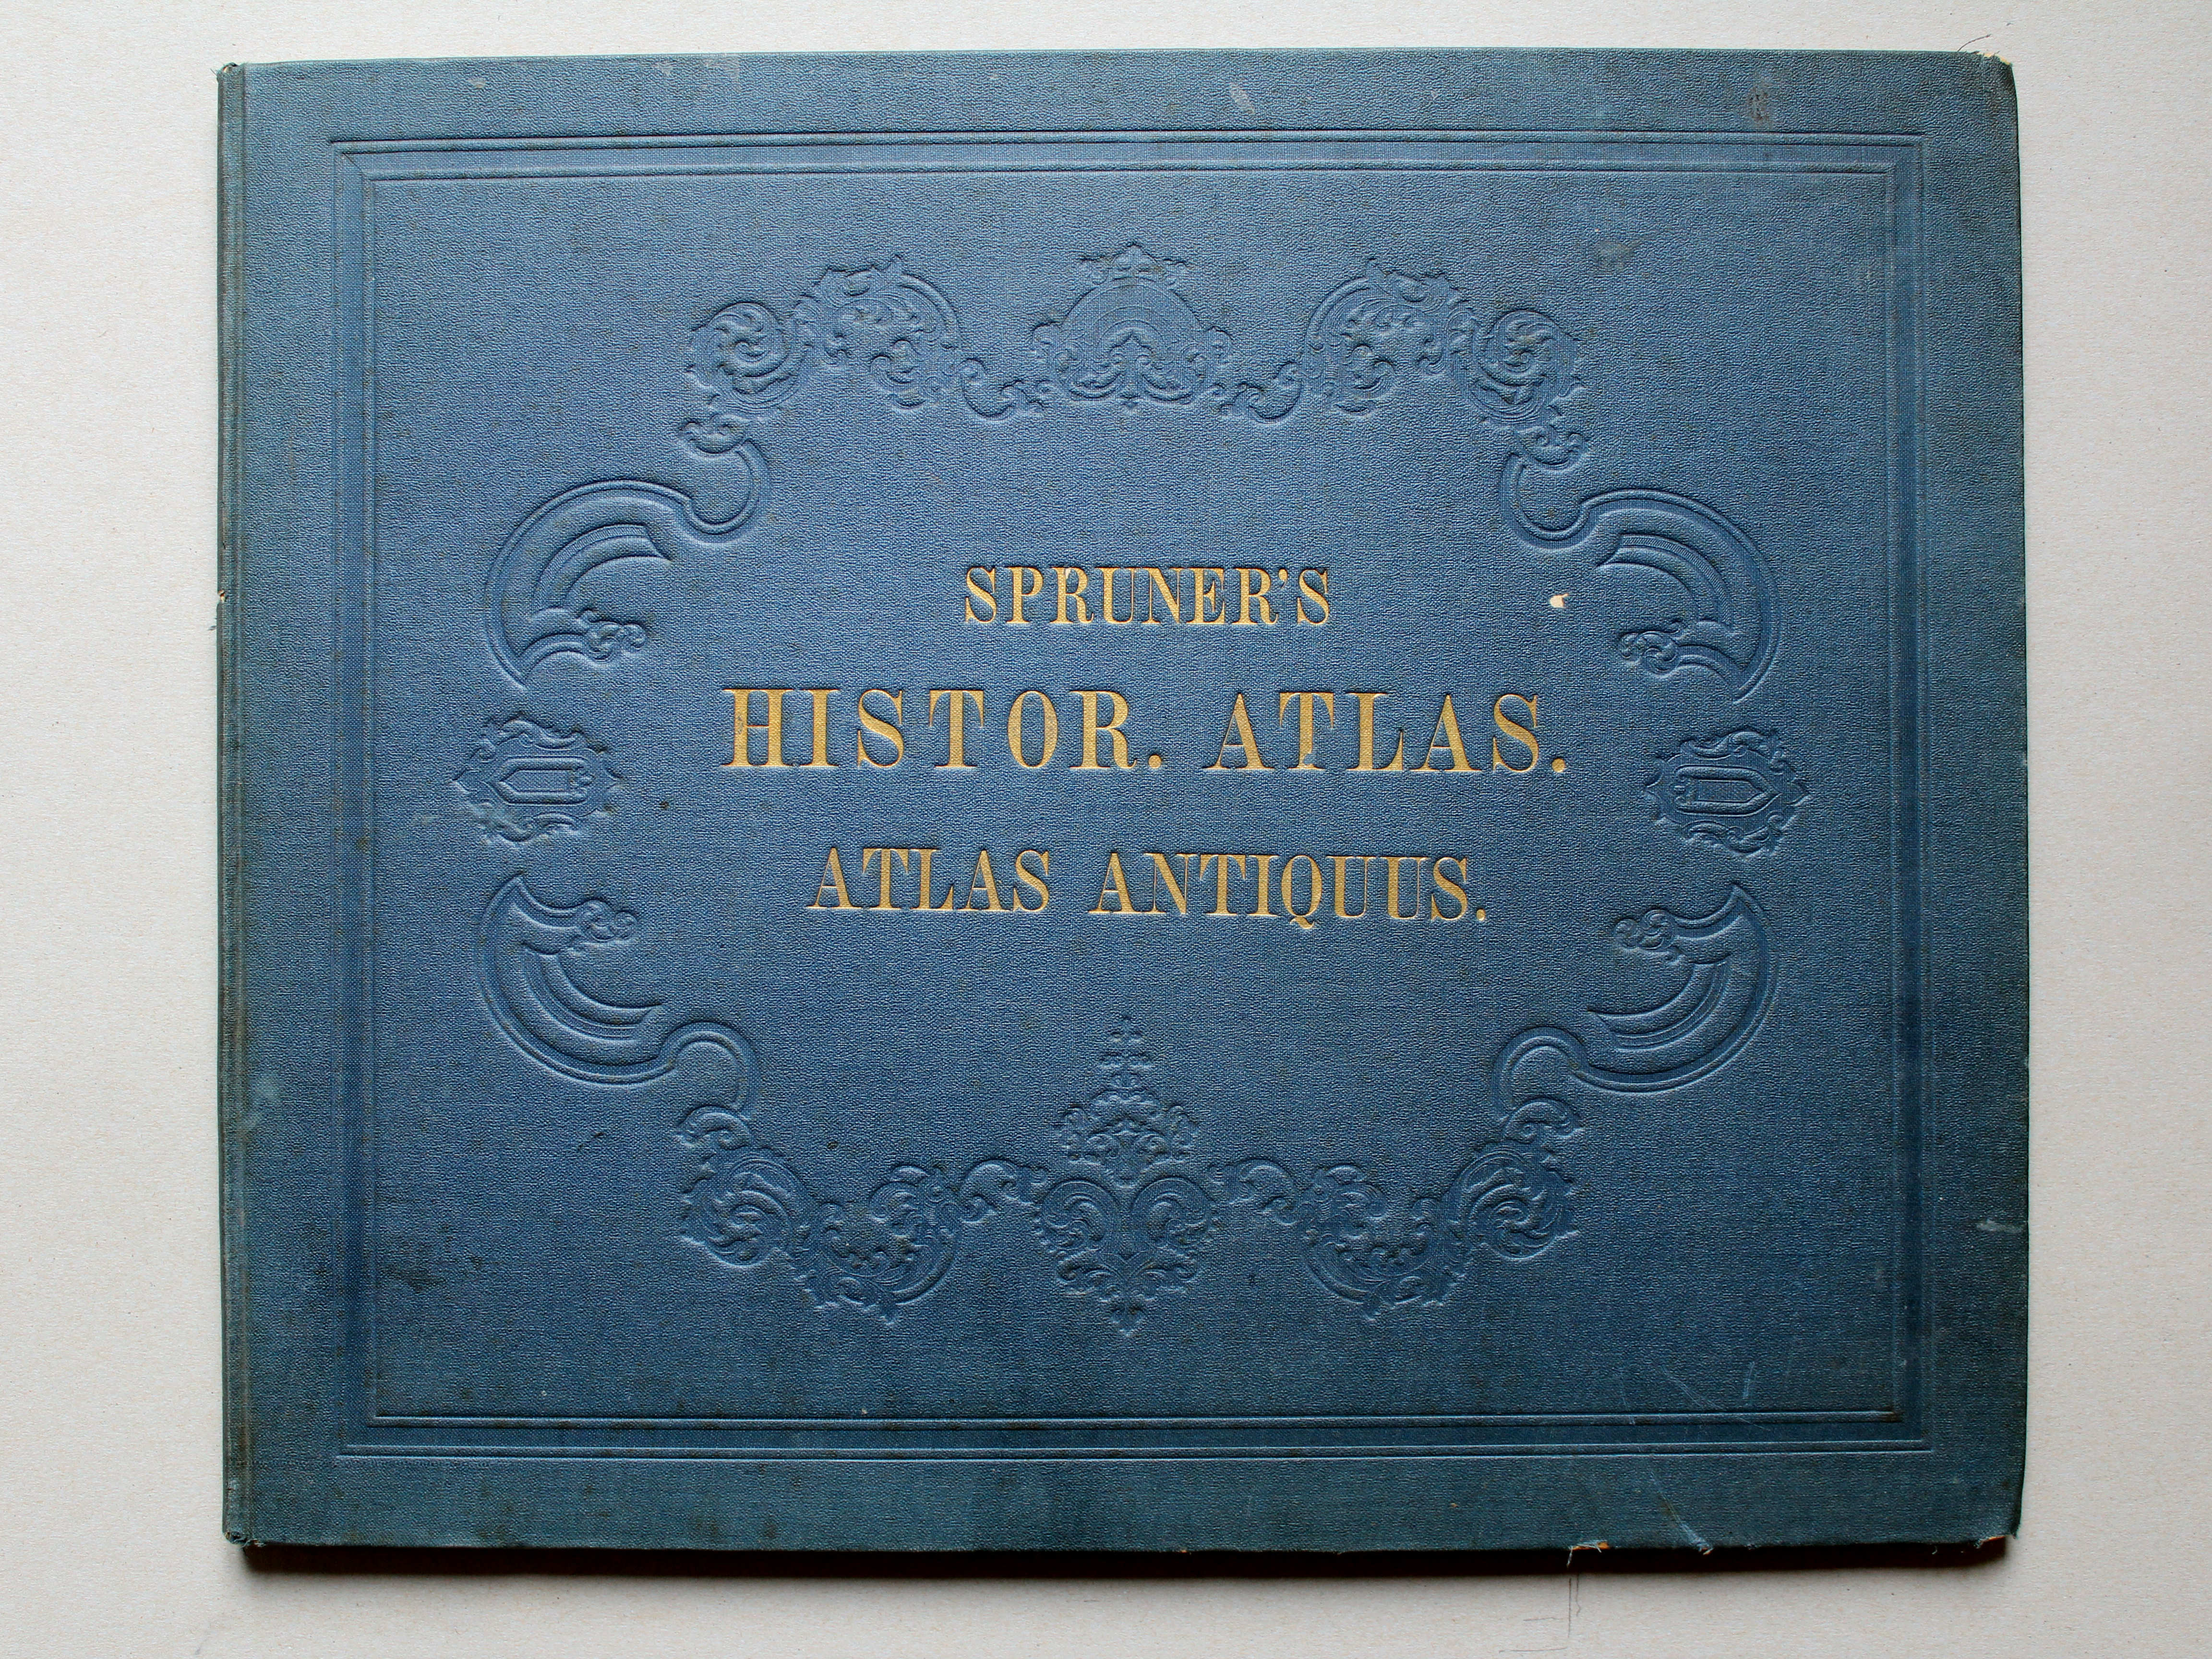 SPRUNER'S
HISTOR. ATLAS.
ATLAS ANTIQUUS.